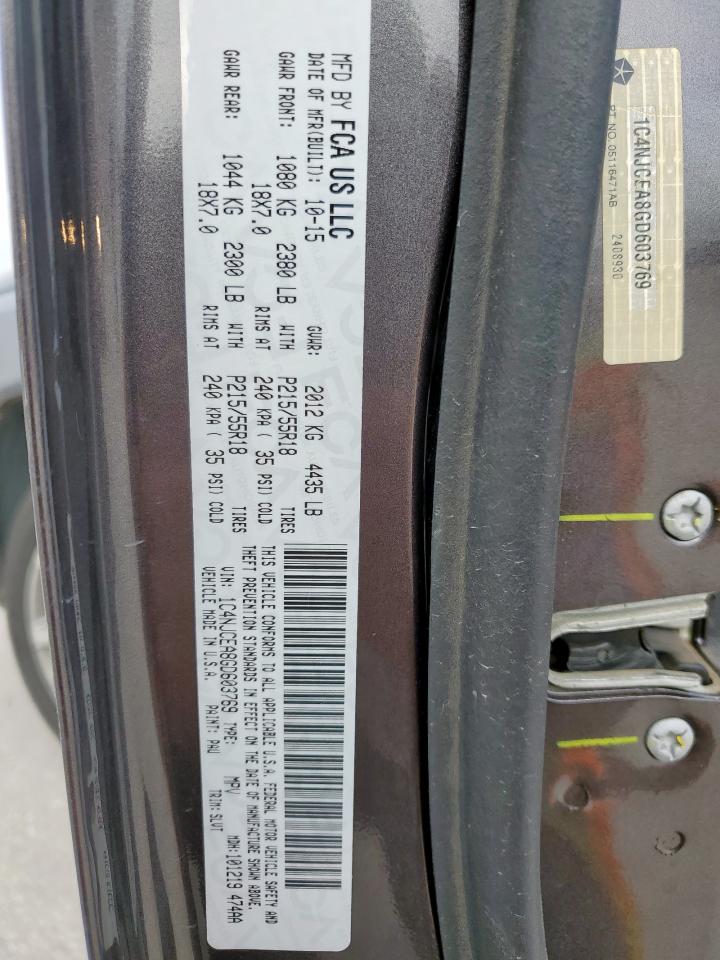 MFD BY FCA US LLC
DATE OF MFR(BUILT): 10-15 GVWR: 2012 KG 4435 LB
GAWR FRONT: 1080 KG 2380 LB WITH P215/55R18 TIRES
18X7.0 RIMS AT 240 KPA ( 35 PSI) COLD
GAWR REAR: 1044 KG 2300 LB WITH P215/55R18 TIRES
18X7.0 RIMS AT 240 KPA ( 35 PSI) COLD
THIS VEHICLE CONFORMS TO ALL APPLICABLE U.S.A. FEDERAL MOTOR VEHICLE SAFETY AND
THEFT PREVENTION STANDARDS IN EFFECT ON THE DATE OF MANUFACTURE SHOWN ABOVE.
VIN: 1C4NJCEA8GD603769 TYPE: MPV MDH:101219 474AA
VEHICLE MADE IN U.S.A. PAINT: PAU TRIM: SLVT
1C4NJCEA8GD603769
PT. NO. 05116471AB 2408930